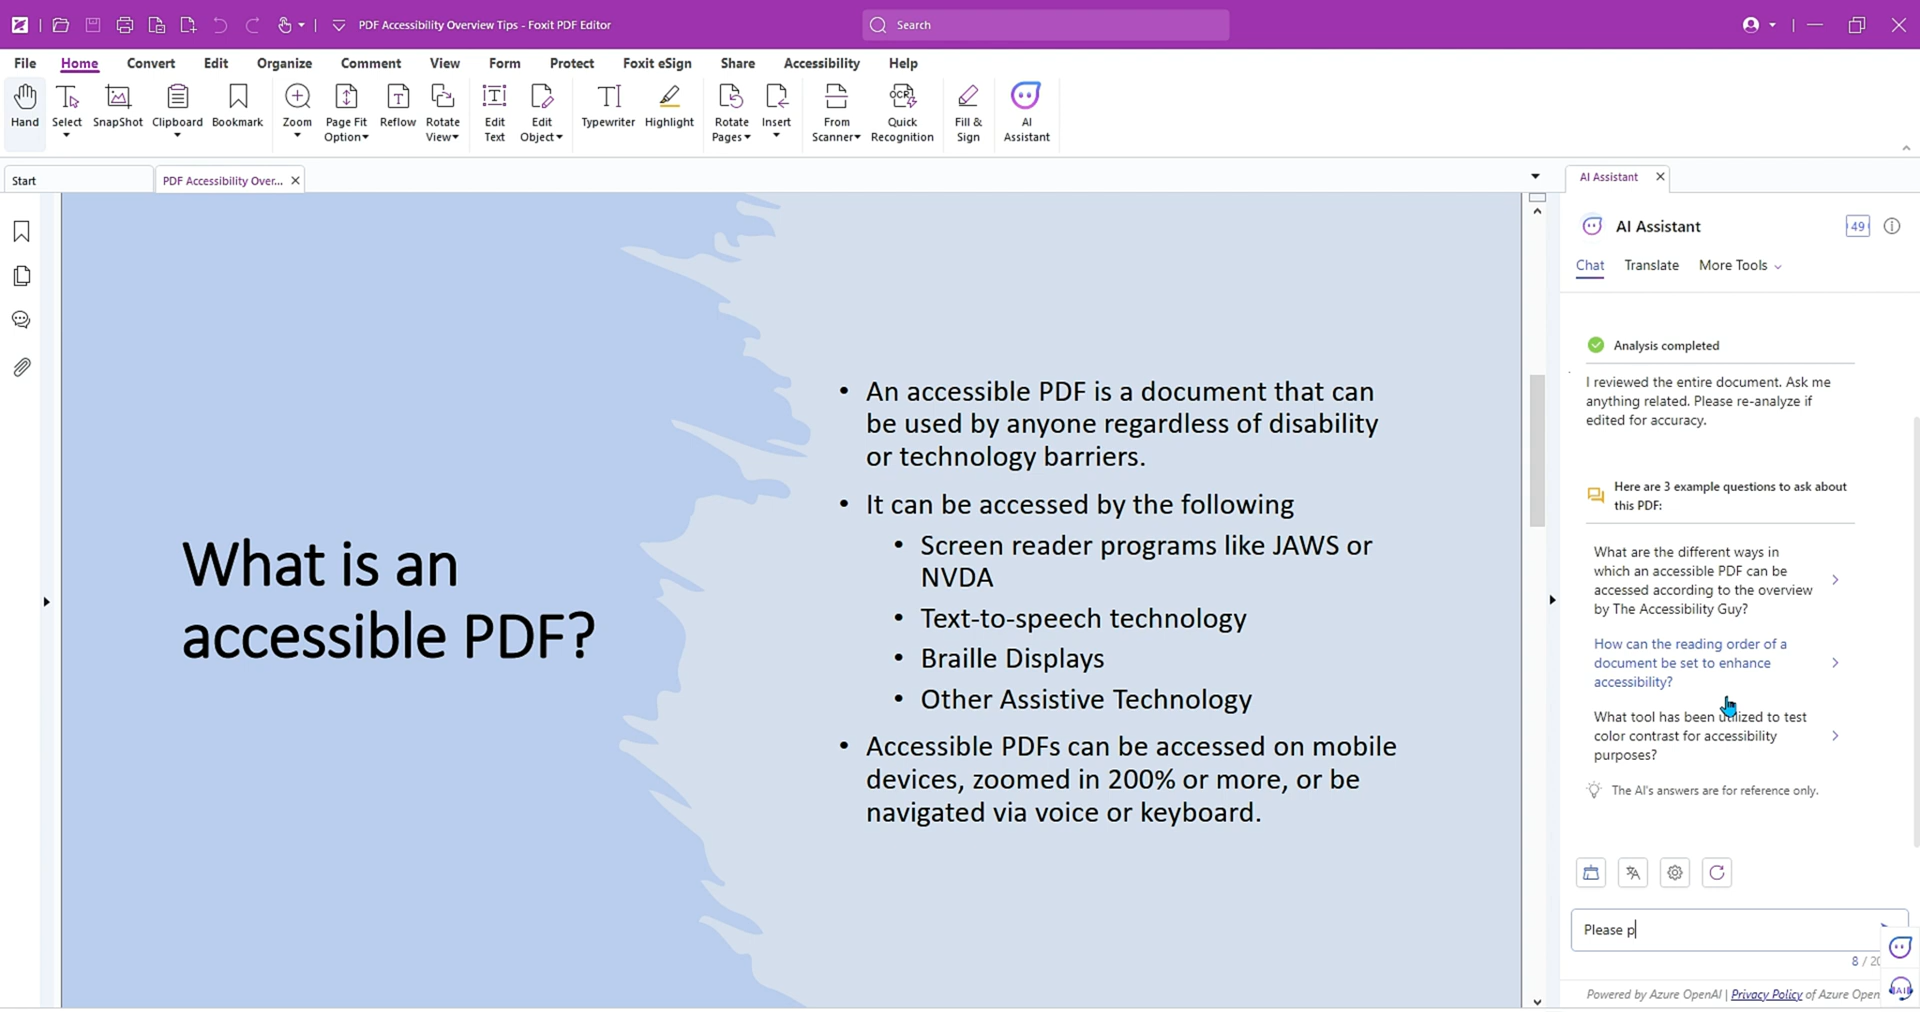 PDF Accessibility Overview Tips - Foxit PDF Editor
Search
File Home Convert Edit Organize Comment View Form Protect Foxit eSign Share Accessibility Help
Hand
Select
SnapShot
Clipboard
Bookmark
Zoom
Page Fit
Option
Reflow
Rotate
View
Edit
Text
Edit
Object
Typewriter
Highlight
Rotate
Pages
Insert
From
Scanner
OCR
Quick
Recognition
Fill &
Sign
AI
Assistant
Start
PDF Accessibility Over...
What is an
accessible PDF?
• An accessible PDF is a document that can
be used by anyone regardless of disability
or technology barriers.
• It can be accessed by the following
• Screen reader programs like JAWS or
NVDA
• Text-to-speech technology
• Braille Displays
• Other Assistive Technology
• Accessible PDFs can be accessed on mobile
devices, zoomed in 200% or more, or be
navigated via voice or keyboard.
AI Assistant
AI Assistant
49
Chat Translate More Tools
Analysis completed
I reviewed the entire document. Ask me
anything related. Please re-analyze if
edited for accuracy.
Here are 3 example questions to ask about
this PDF:
What are the different ways in
which an accessible PDF can be
accessed according to the overview
by The Accessibility Guy?
How can the reading order of a
document be set to enhance
accessibility?
What tool has been utilized to test
color contrast for accessibility
purposes?
The AI's answers are for reference only.
Please p
8 / 20
Powered by Azure OpenAI | Privacy Policy of Azure Open
AI